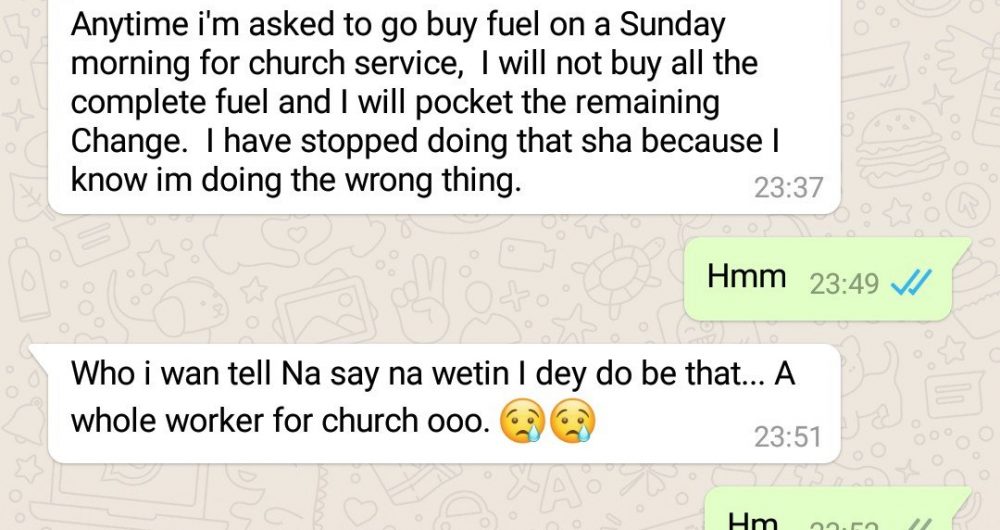 Anytime i'm asked to go buy fuel on a Sunday
morning for church service,  I will not buy all the
complete fuel and I will pocket the remaining
Change.  I have stopped doing that sha because I
know im doing the wrong thing.
23:37
Hmm 23:49
Who i wan tell Na say na wetin I dey do be that... A
whole worker for church ooo. 😢😢
23:51
Hm 23:52